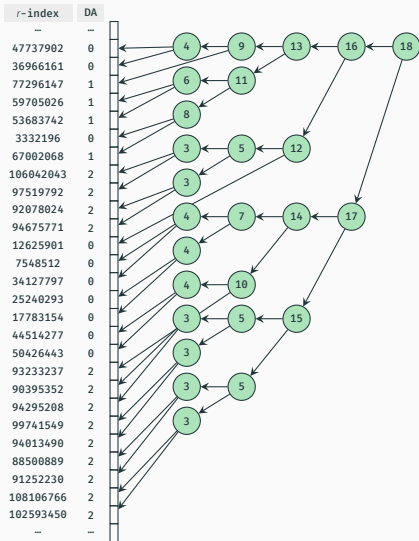 r-index DA
… …
47737902 0 4 9 13 16 18
36966161 0
77296147 1 6 11
59705026 1
53683742 1 8
3332196 0
67002068 1 3 5 12
106042043 2
97519792 2 3
92078024 2
94675771 2 4 7 14 17
12625901 0
7548512 0 4
34127797 0
25240293 0 4 10
17783154 0
44514277 0 3 5 15
50426443 0
93233237 2 3
90395352 2
94295208 2 3 5
99741549 2
94013490 2 3
88500889 2
91252230 2
108106766 2
102593450 2
… …